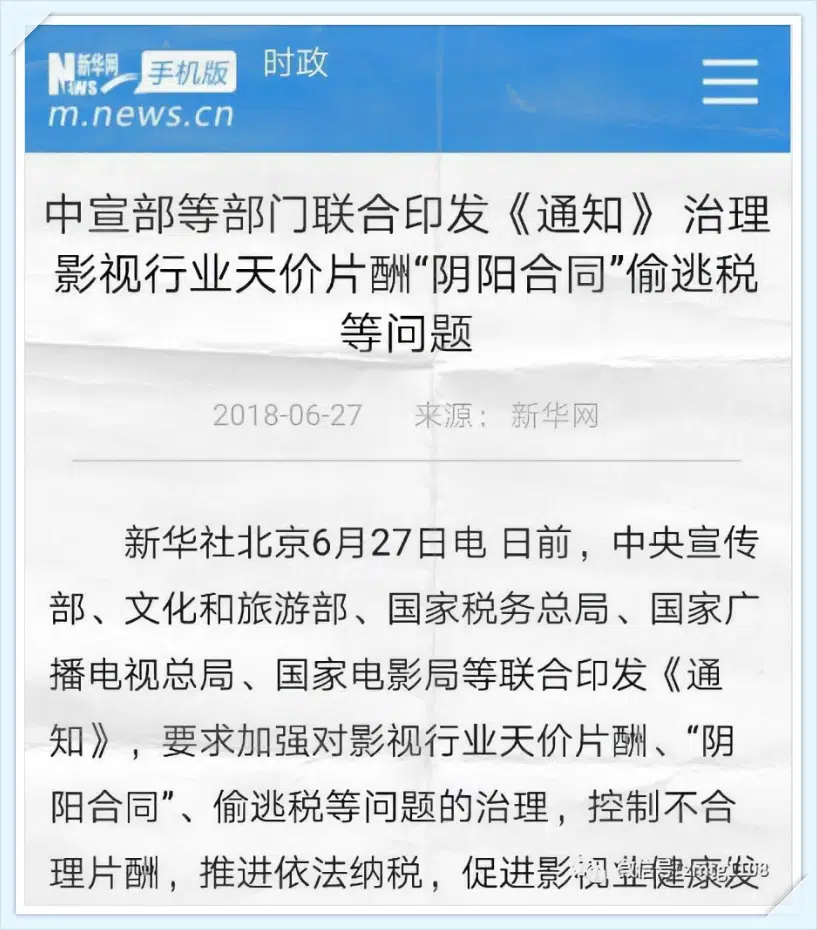 新华网
NEWS
手机版
时政
m.news.cn
中宣部等部门联合印发《通知》 治理
影视行业天价片酬“阴阳合同”偷逃税
等问题
2018-06-27 来源： 新华网
新华社北京6月27日电 日前，中央宣传
部、文化和旅游部、国家税务总局、国家广
播电视总局、国家电影局等联合印发《通
知》，要求加强对影视行业天价片酬、“阴
阳合同”、偷逃税等问题的治理，控制不合
理片酬，推进依法纳税，促进影视业健康发